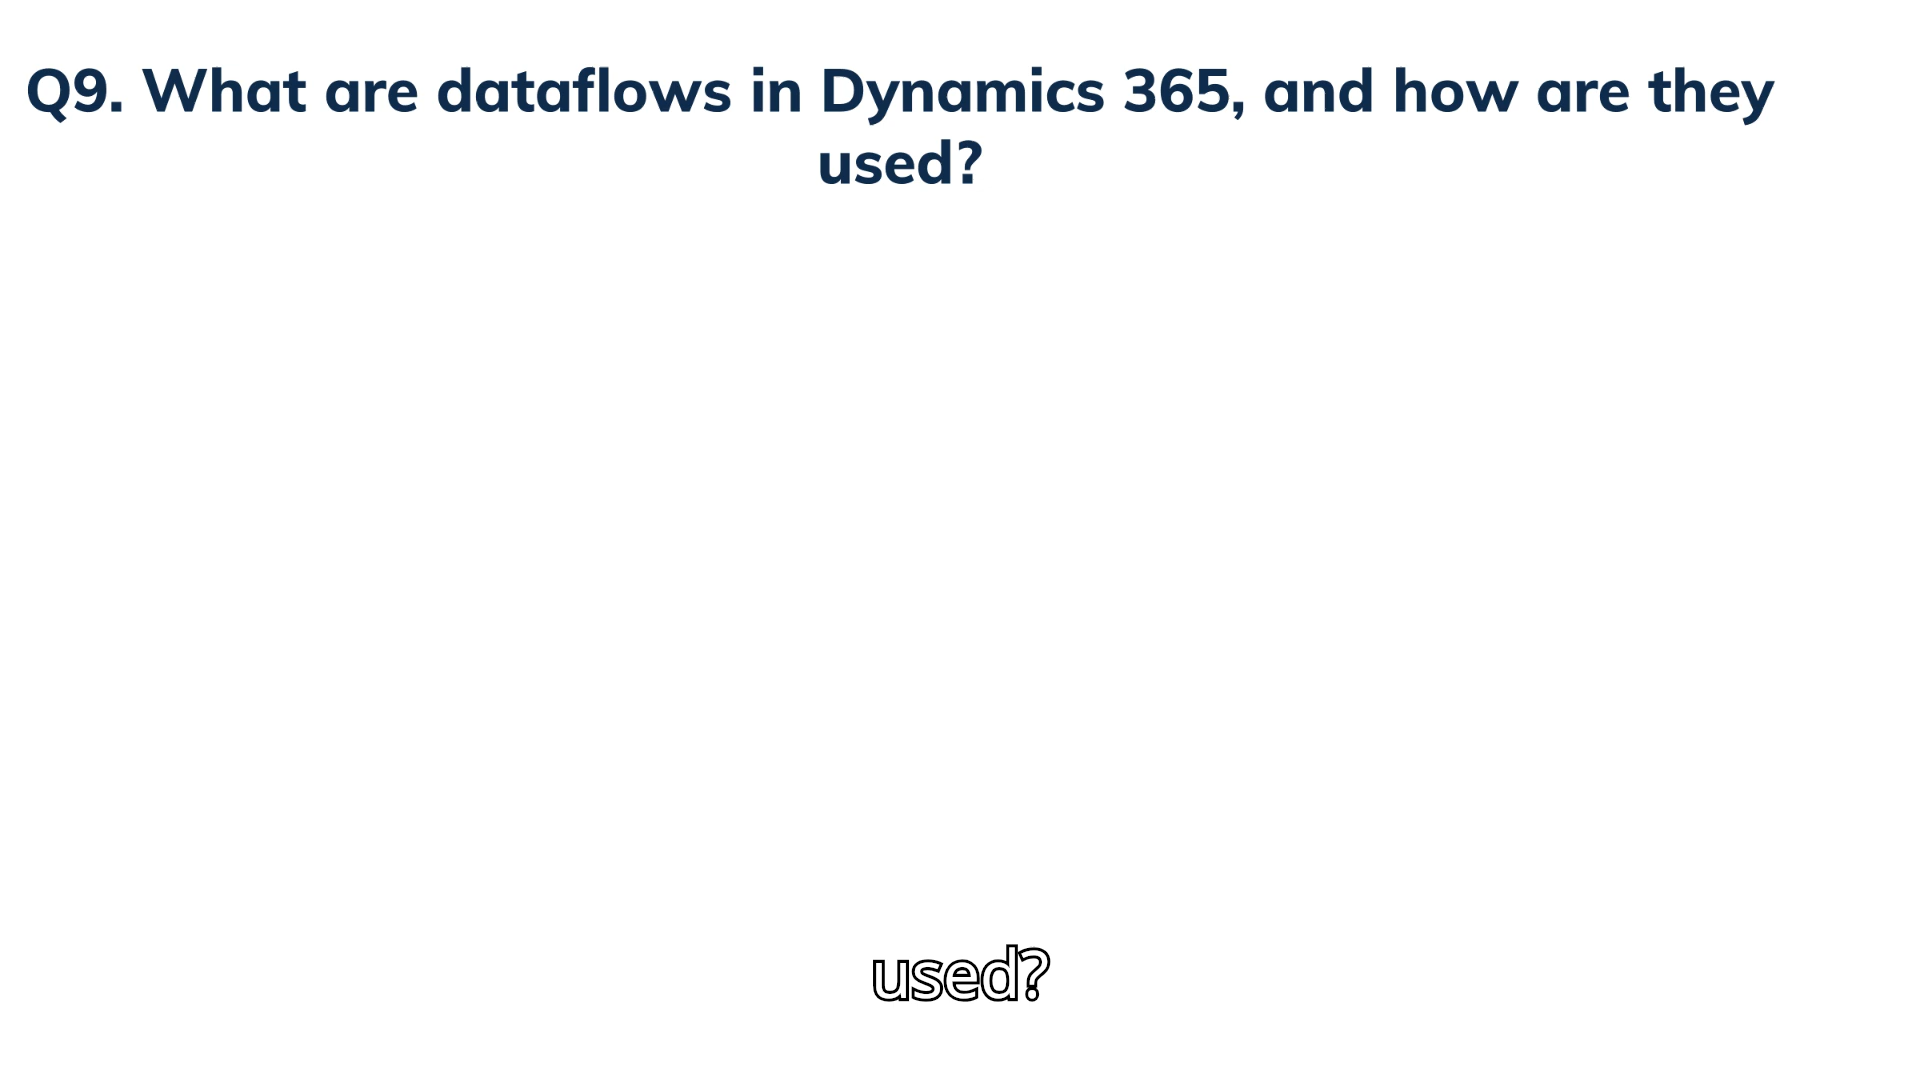 Q9. What are dataflows in Dynamics 365, and how are they
used?
used?